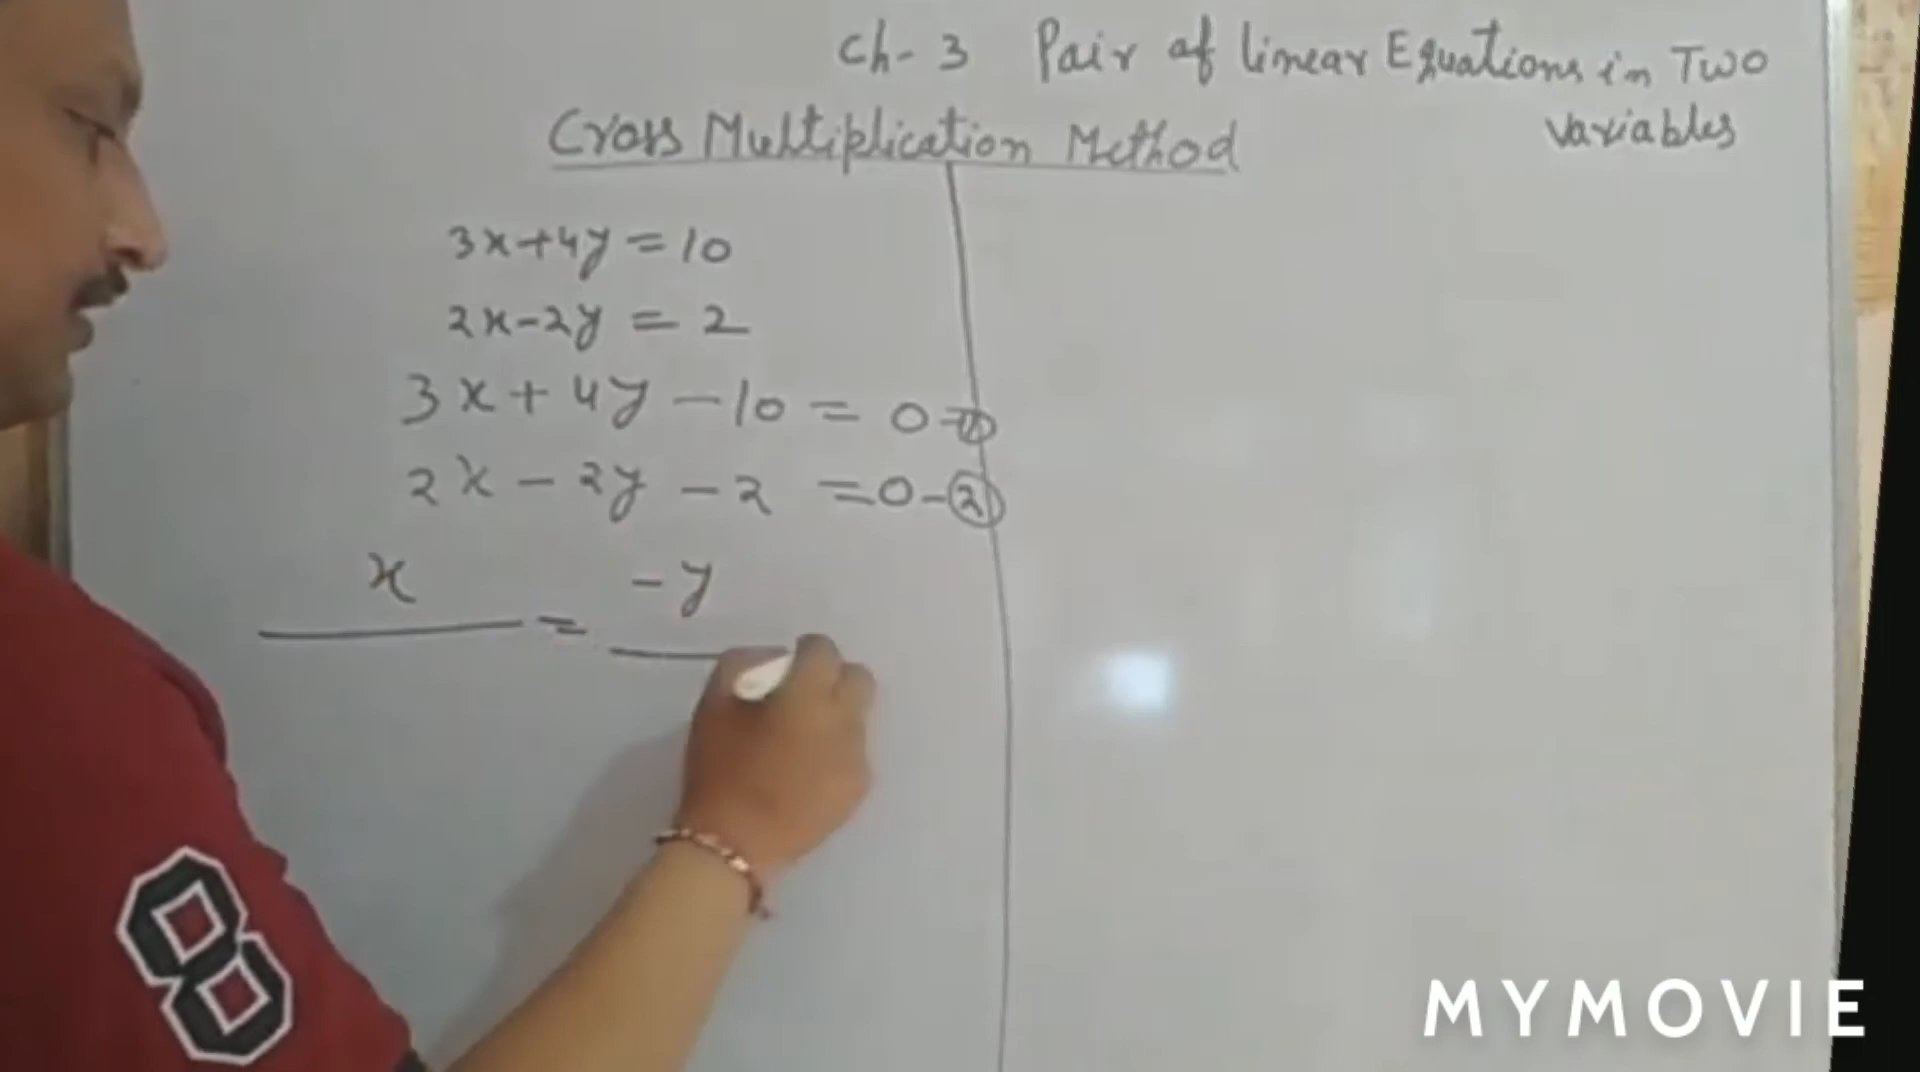 Ch- 3 Pair of linear Equations in Two
variables
Cross Multiplication Method
3x+4y = 10
2x-2y = 2
3x + 4y - 10 = 0 - ①
2x - 2y - 2 = 0 - ②
x = -y
8
MYMOVIE